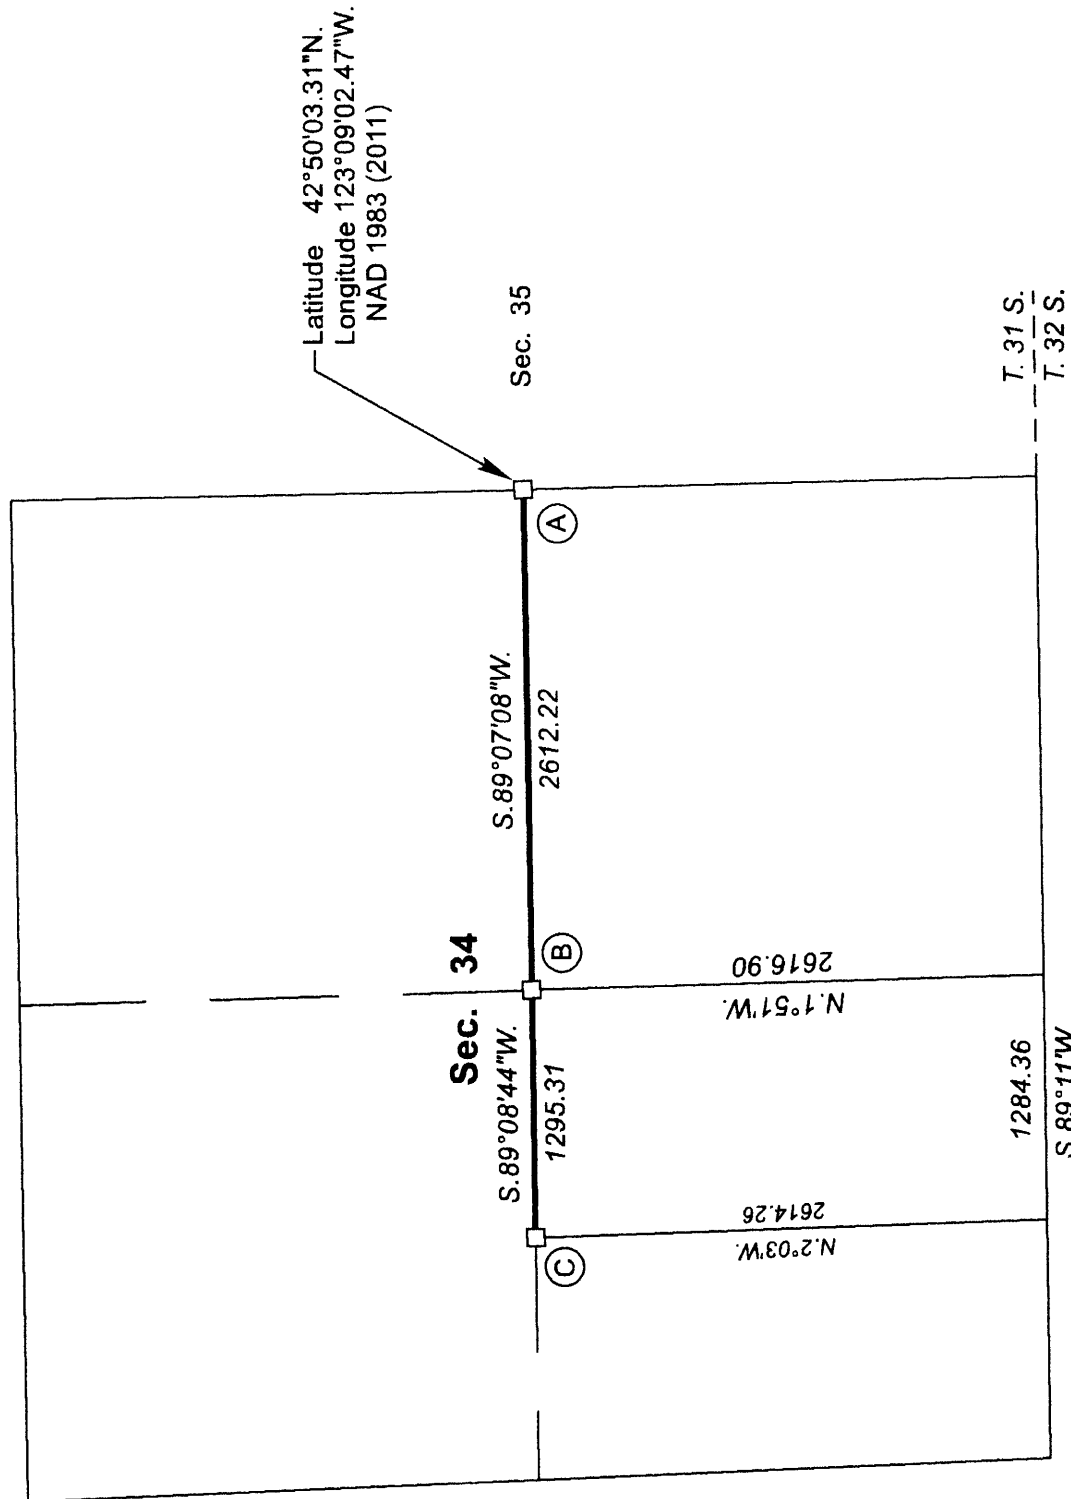 Latitude 42°50'03.31"N.
Longitude 123°09'02.47"W.
NAD 1983 (2011)
Sec. 35
T. 31 S.
T. 32 S.
A
S.89°07'08"W.
2612.22
Sec. 34
B
S.89°08'44"W.
1295.31
C
2616.90
N.1°51'W.
2614.26
N.2°03'W.
1284.36
S.89°11'W